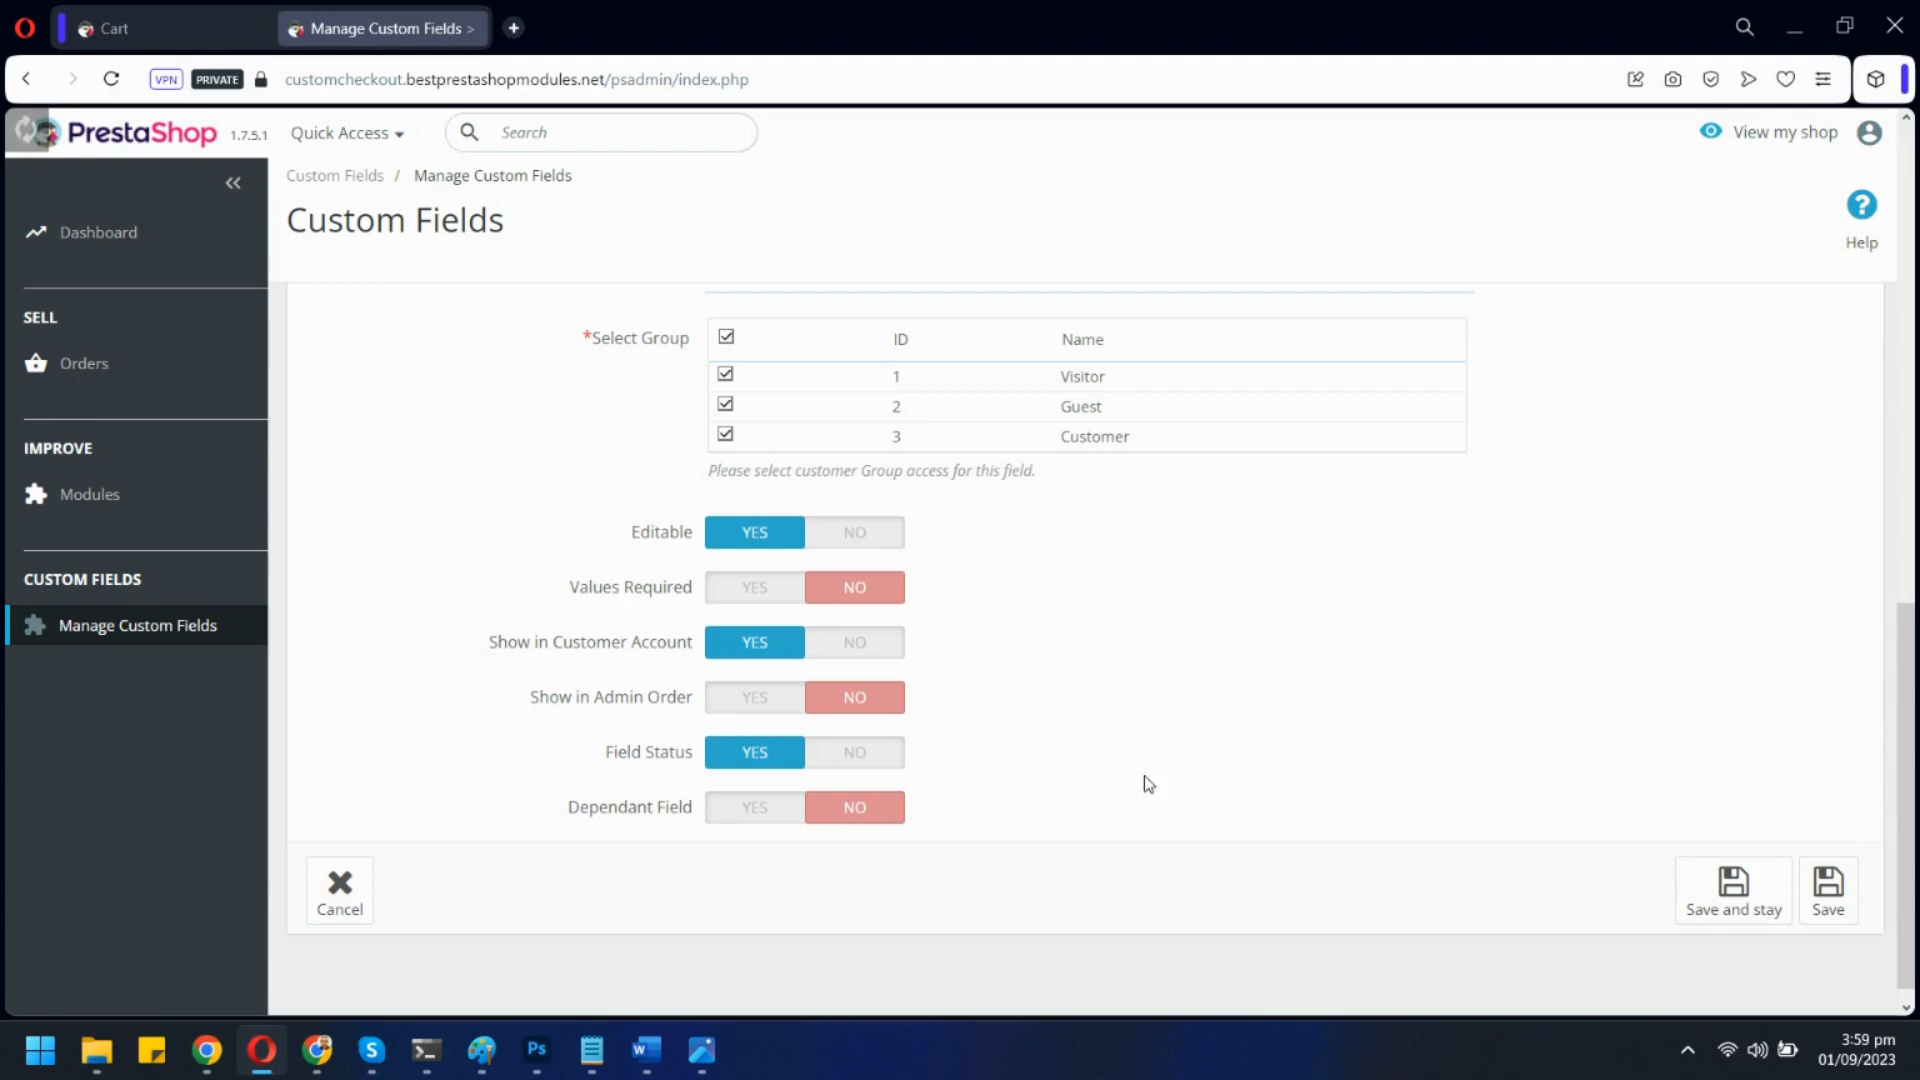 Cart
Manage Custom Fields >
VPN PRIVATE customcheckout.bestprestashopmodules.net/psadmin/index.php
PrestaShop 1.7.5.1 Quick Access Search View my shop
Custom Fields / Manage Custom Fields
Custom Fields
Help
Dashboard
SELL
Orders
IMPROVE
Modules
CUSTOM FIELDS
Manage Custom Fields
*Select Group ID Name
1 Visitor
2 Guest
3 Customer
Please select customer Group access for this field.
Editable YES NO
Values Required YES NO
Show in Customer Account YES NO
Show in Admin Order YES NO
Field Status YES NO
Dependant Field YES NO
Cancel Save and stay Save
3:59 pm
01/09/2023